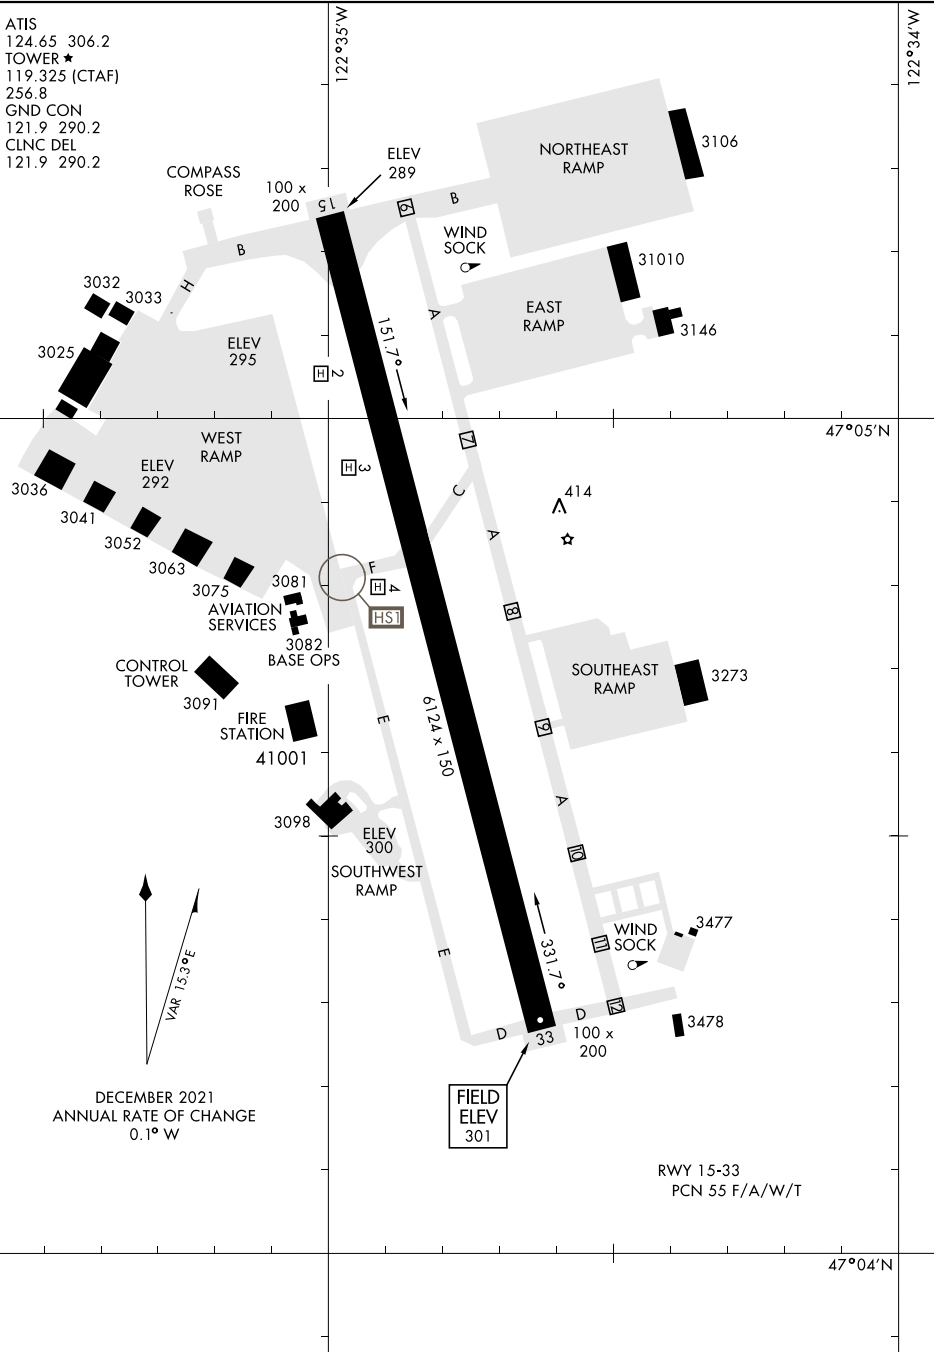 ATIS
124.65 306.2
TOWER ★
119.325 (CTAF)
256.8
GND CON
121.9 290.2
CLNC DEL
121.9 290.2
122°35'W
122°34'W
COMPASS
ROSE
100 x
200
15
ELEV
289
NORTHEAST
RAMP
3106
B
6
B
WIND
SOCK
31010
H
3032
3033
A
EAST
RAMP
3146
3025
ELEV
295
151.7°
H 2
47°05'N
WEST
RAMP
7
ELEV
292
H 3
3036
C
414
3041
A
3052
3063
F
3075
3081
H 4
AVIATION
SERVICES
HS1
8
3082
BASE OPS
CONTROL
TOWER
3091
SOUTHEAST
RAMP
3273
FIRE
STATION
41001
E
6124 x 150
9
A
3098
ELEV
300
10
SOUTHWEST
RAMP
VAR 15.3°E
E
331.7°
11
WIND
SOCK
3477
12
D
33
D
100 x
200
3478
FIELD
ELEV
301
DECEMBER 2021
ANNUAL RATE OF CHANGE
0.1° W
RWY 15-33
PCN 55 F/A/W/T
47°04'N